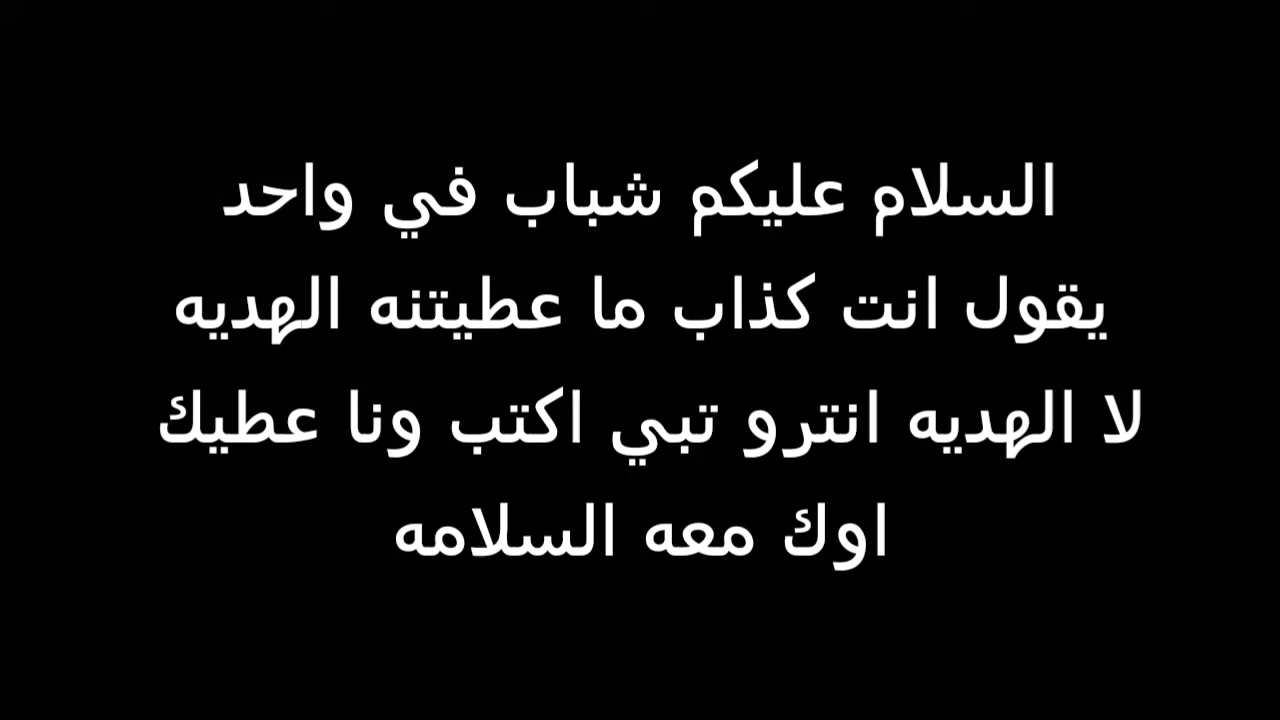 السلام عليكم شباب في واحد
يقول انت كذاب ما عطيتنه الهديه
لا الهديه انترو تبي اكتب ونا عطيك
اوك معه السلامه